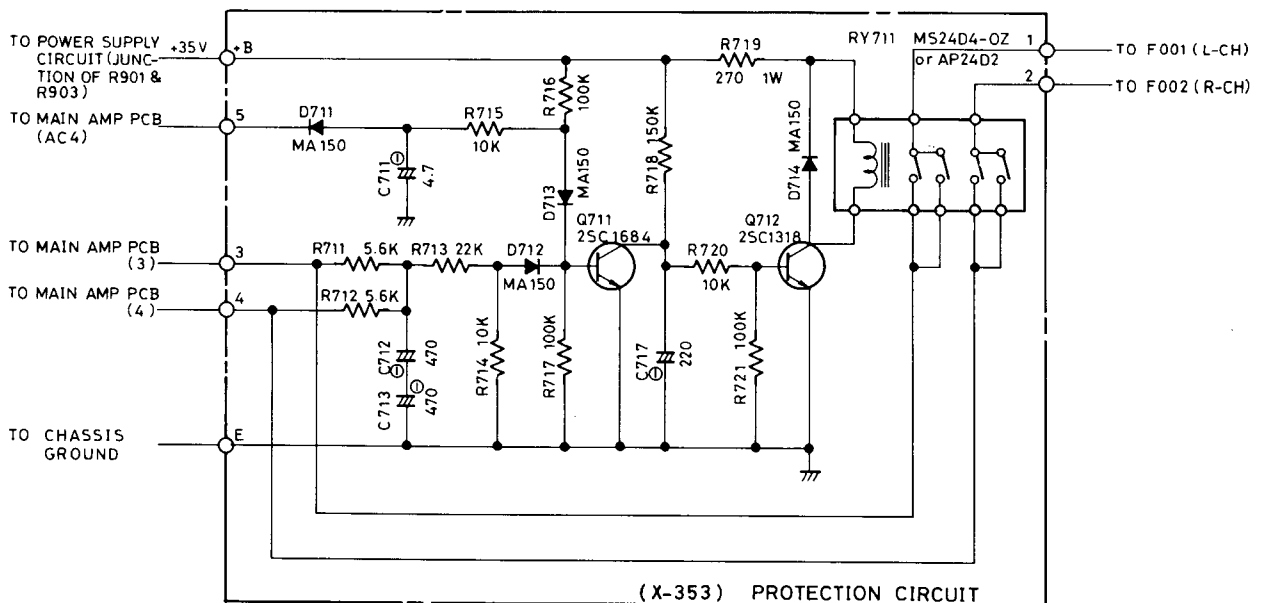 TO POWER SUPPLY
CIRCUIT (JUNC-
TION OF R901 &
R903)
+35V
+B
TO MAIN AMP PCB
(AC4)
5
D711
MA150
C711
4.7
R715
10K
R716
100K
D713
MA150
R718 150K
R719
270 1W
D714 MA150
RY711 MS24D4-OZ
or AP24D2
1
TO F001 (L-CH)
2
TO F002 (R-CH)
TO MAIN AMP PCB
(3)
3
R711 5.6K
R713 22K
D712
MA150
Q711
2SC1684
R720
10K
Q712
2SC1318
TO MAIN AMP PCB
(4)
4
R712 5.6K
C712
470
C713
470
R714 10K
R717 100K
C717
220
R721 100K
TO CHASSIS
GROUND
E
(X-353) PROTECTION CIRCUIT